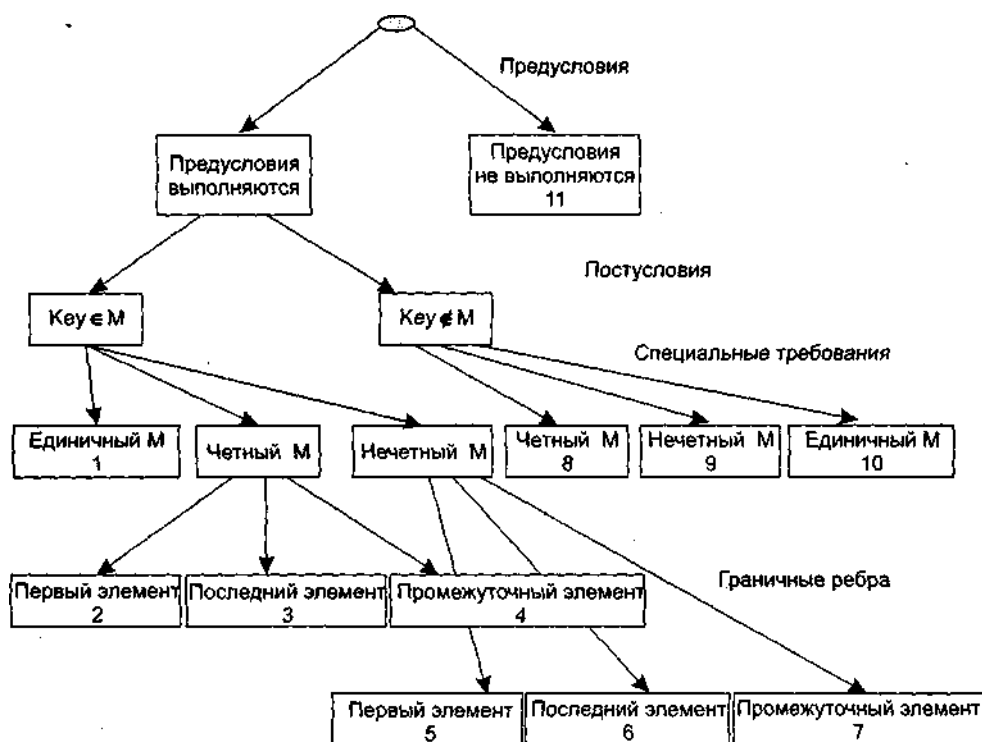 Предусловия
Предусловия
выполняются
Предусловия
не выполняются
11
Постусловия
Key ∈ M
Key ∉ M
Специальные требования
Единичный М
1
Четный М
Нечетный М
Четный М
8
Нечетный М
9
Единичный М
10
Граничные ребра
Первый элемент
2
Последний элемент
3
Промежуточный элемент
4
Первый элемент
5
Последний элемент
6
Промежуточный элемент
7